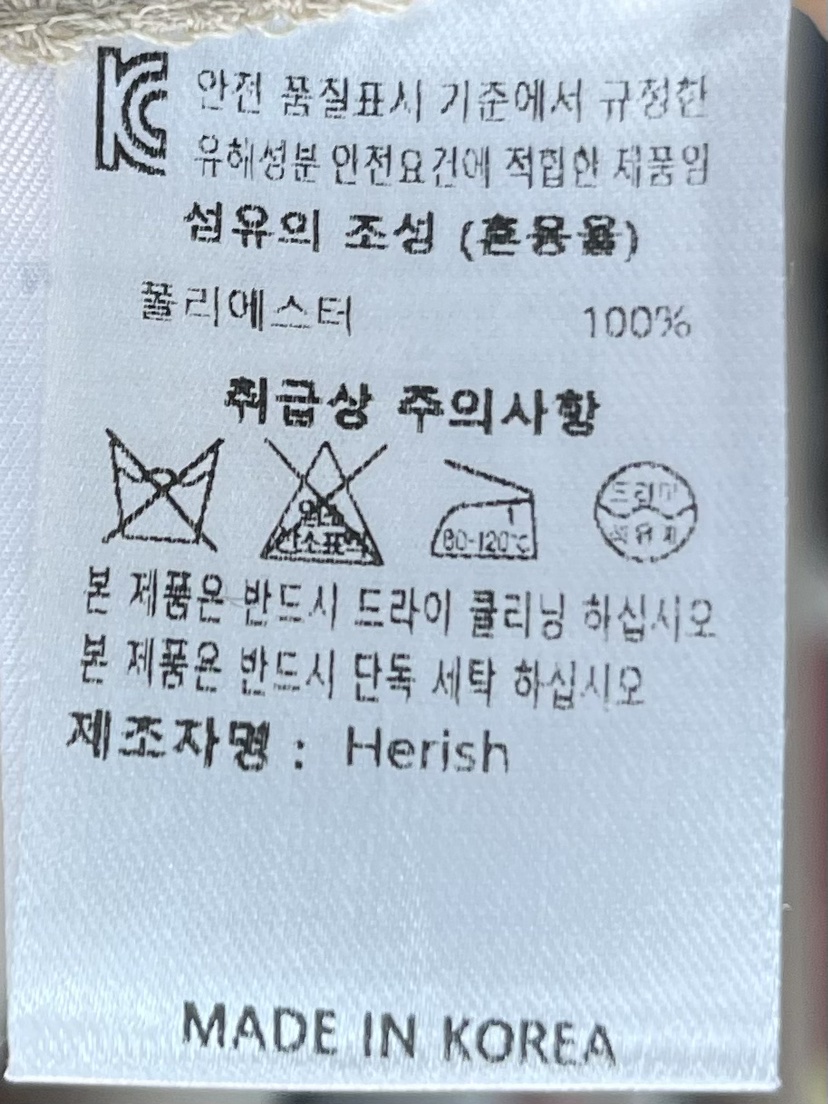 KC 안전 품질표시 기준에서 규정한
유해성분 안전요건에 적합한 제품임
섬유의 조성 (혼용율)
폴리에스터 100%
취급상 주의사항
염소
산소표백
80-120℃
드라이
석유계
본 제품은 반드시 드라이 클리닝 하십시오
본 제품은 반드시 단독 세탁 하십시오
제조자명 : Herish
MADE IN KOREA